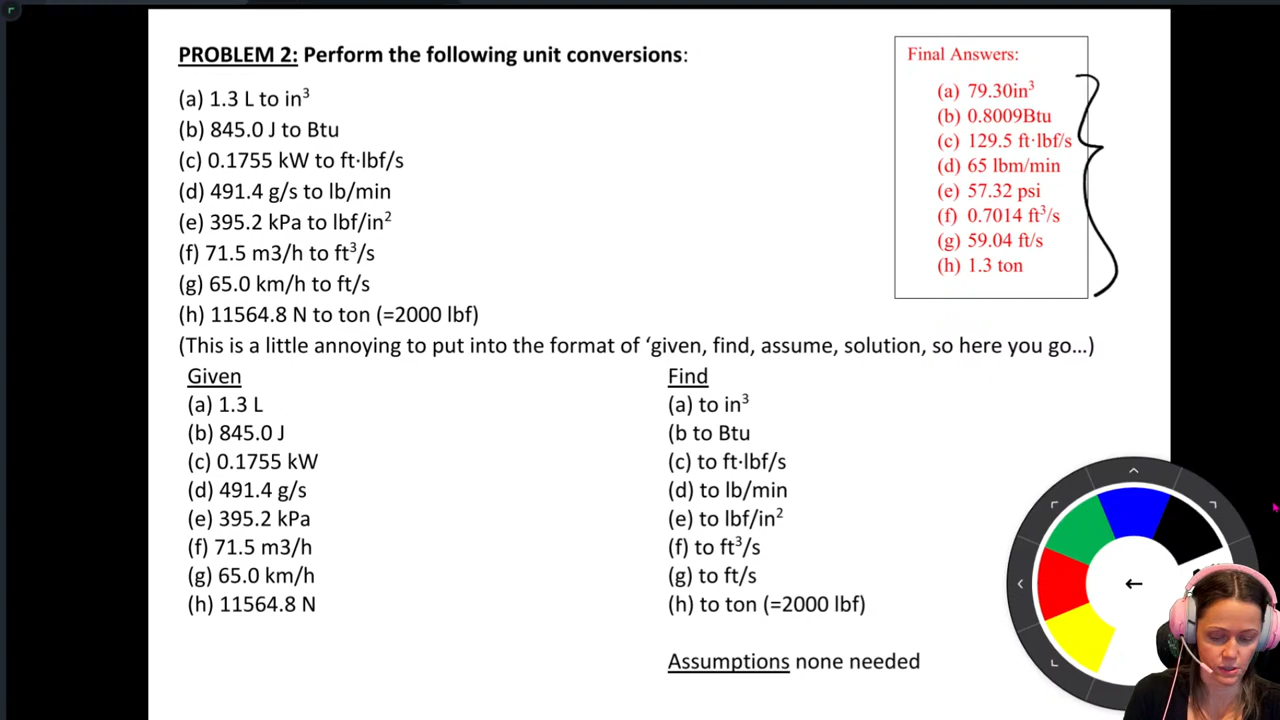 PROBLEM 2: Perform the following unit conversions:
(a) 1.3 L to in³
(b) 845.0 J to Btu
(c) 0.1755 kW to ft·lbf/s
(d) 491.4 g/s to lb/min
(e) 395.2 kPa to lbf/in²
(f) 71.5 m3/h to ft³/s
(g) 65.0 km/h to ft/s
(h) 11564.8 N to ton (=2000 lbf)
Final Answers:
(a) 79.30in³
(b) 0.8009Btu
(c) 129.5 ft·lbf/s
(d) 65 lbm/min
(e) 57.32 psi
(f) 0.7014 ft³/s
(g) 59.04 ft/s
(h) 1.3 ton
(This is a little annoying to put into the format of ‘given, find, assume, solution, so here you go…)
Given
(a) 1.3 L
(b) 845.0 J
(c) 0.1755 kW
(d) 491.4 g/s
(e) 395.2 kPa
(f) 71.5 m3/h
(g) 65.0 km/h
(h) 11564.8 N
Find
(a) to in³
(b to Btu
(c) to ft·lbf/s
(d) to lb/min
(e) to lbf/in²
(f) to ft³/s
(g) to ft/s
(h) to ton (=2000 lbf)
Assumptions none needed